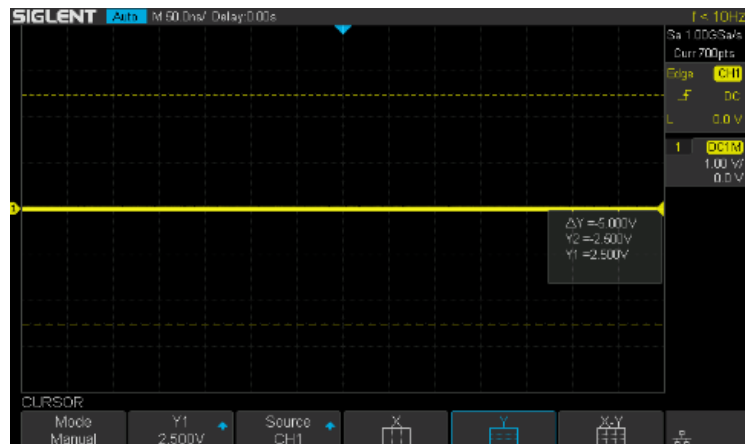 SIGLENT Auto M 50.0ns/ Delay:0.00s f < 10Hz
Sa 1.00GSa/s
Curr 700pts
Edge CH1
DC
L 0.0 V
1 DC1M
1.00 V/
0.0 V
1
ΔY =-5.000V
Y2 =-2.500V
Y1 =2.500V
CURSOR
Mode Y1 Source X Y X-Y
Manual 2.500V CH1